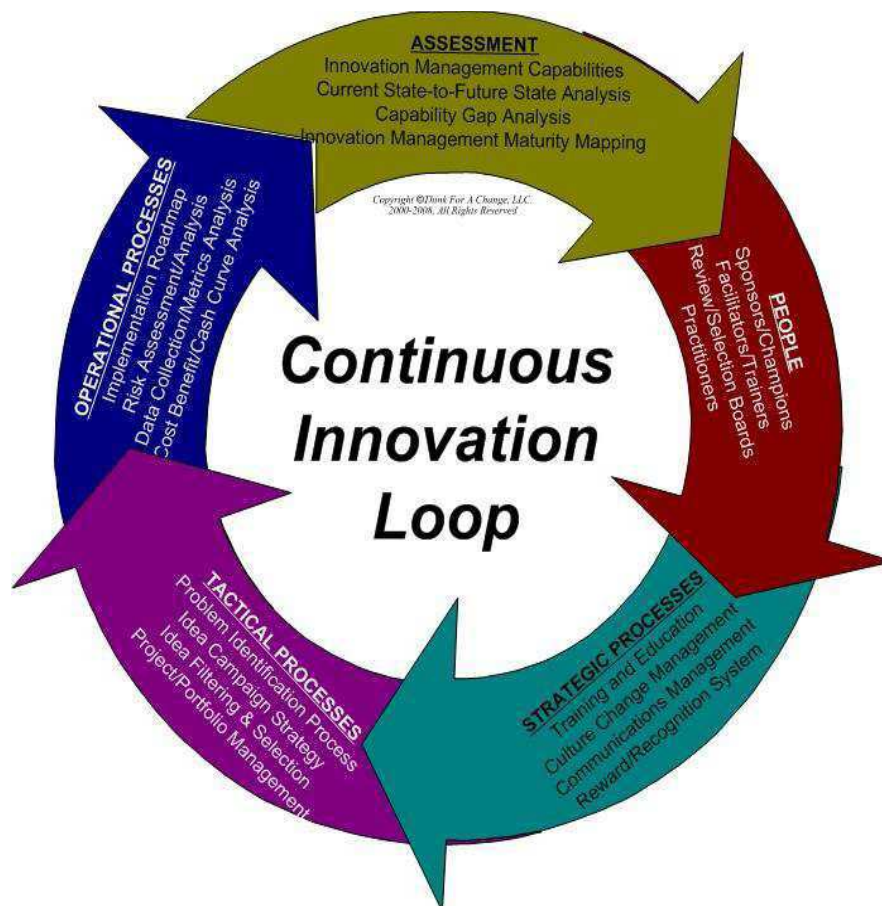 ASSESSMENT
Innovation Management Capabilities
Current State-to-Future State Analysis
Capability Gap Analysis
Innovation Management Maturity Mapping
Copyright ©Think For A Change, LLC.
2000-2008, All Rights Reserved
PEOPLE
Sponsors/Champions
Facilitators/Trainers
Review/Selection Boards
Practitioners
STRATEGIC PROCESSES
Training and Education
Culture Change Management
Communications Management
Reward/Recognition System
TACTICAL PROCESSES
Problem Identification Process
Idea Campaign Strategy
Idea Filtering & Selection
Project/Portfolio Management
OPERATIONAL PROCESSES
Implementation Roadmap
Risk Assessment/Analysis
Data Collection/Metrics Analysis
Cost Benefit/Cash Curve Analysis
Continuous
Innovation
Loop